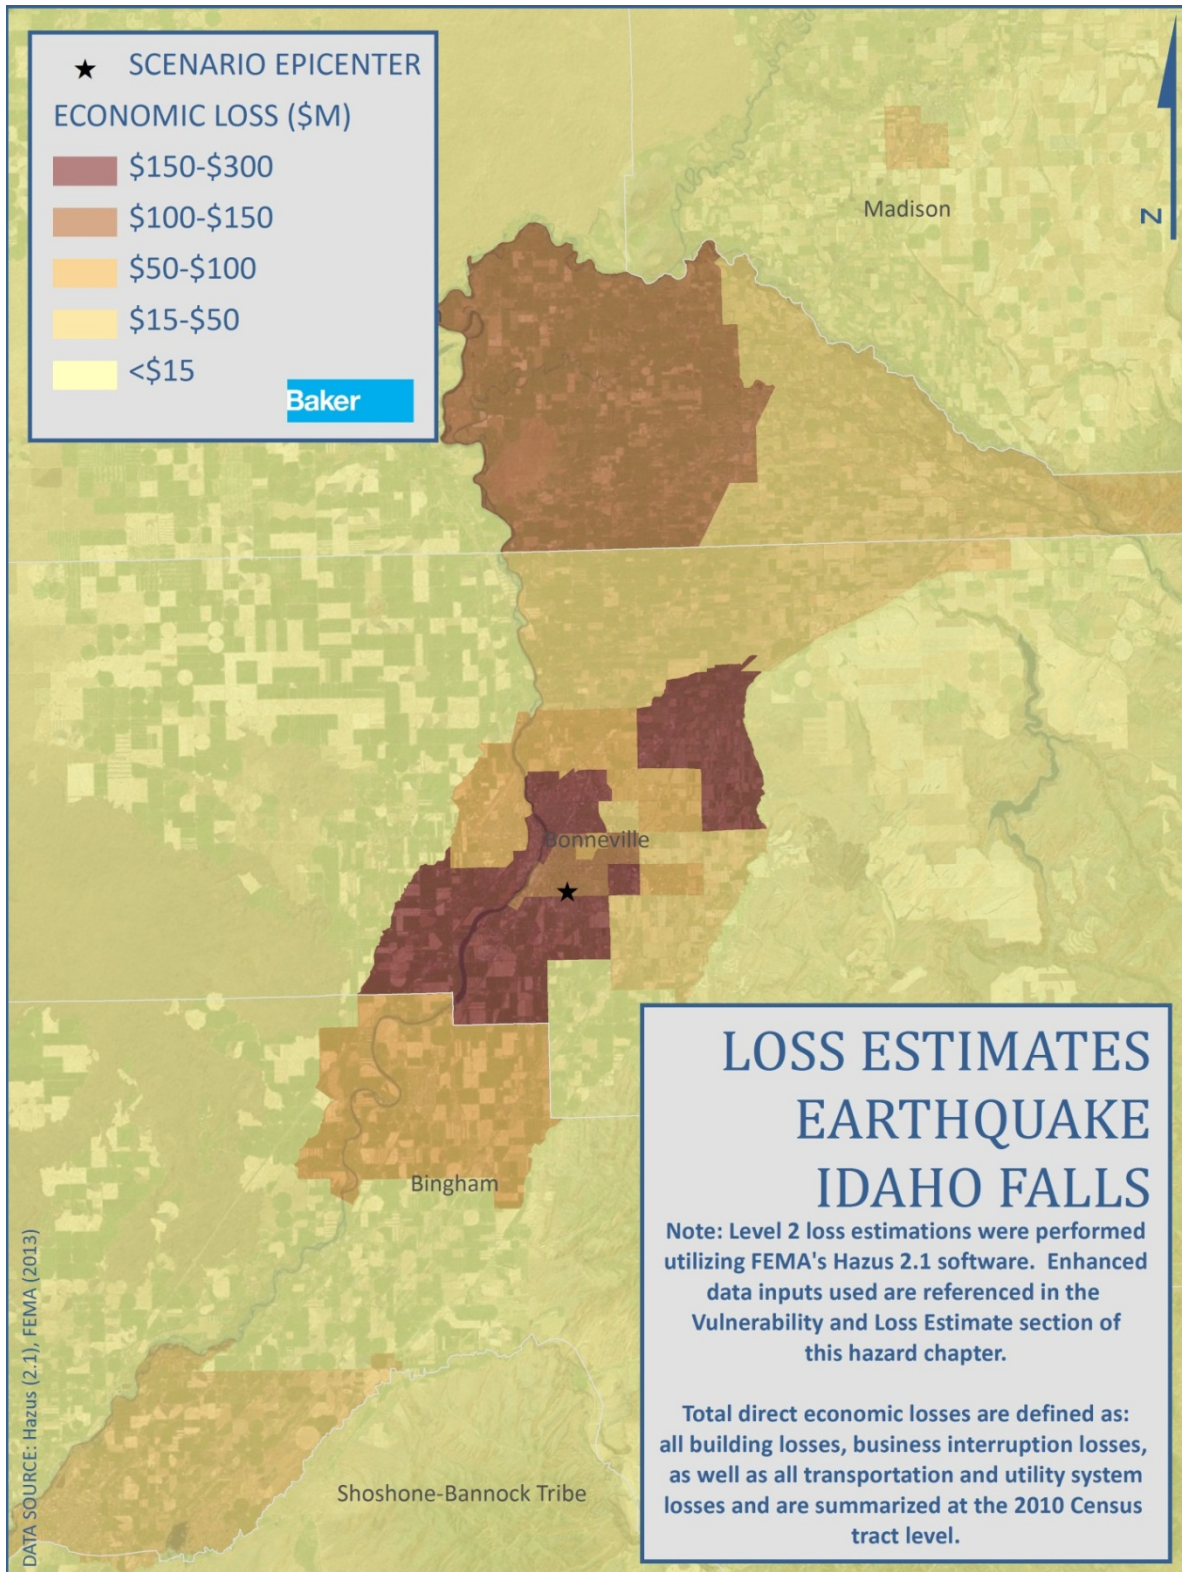 ★ SCENARIO EPICENTER
ECONOMIC LOSS ($M)
$150-$300
$100-$150
$50-$100
$15-$50
<$15
Baker
N
Madison
Bonneville
Bingham
Shoshone-Bannock Tribe
LOSS ESTIMATES
EARTHQUAKE
IDAHO FALLS
Note: Level 2 loss estimations were performed
utilizing FEMA's Hazus 2.1 software.  Enhanced
data inputs used are referenced in the
Vulnerability and Loss Estimate section of
this hazard chapter.
Total direct economic losses are defined as:
all building losses, business interruption losses,
as well as all transportation and utility system
losses and are summarized at the 2010 Census
tract level.
DATA SOURCE: Hazus (2.1), FEMA (2013)